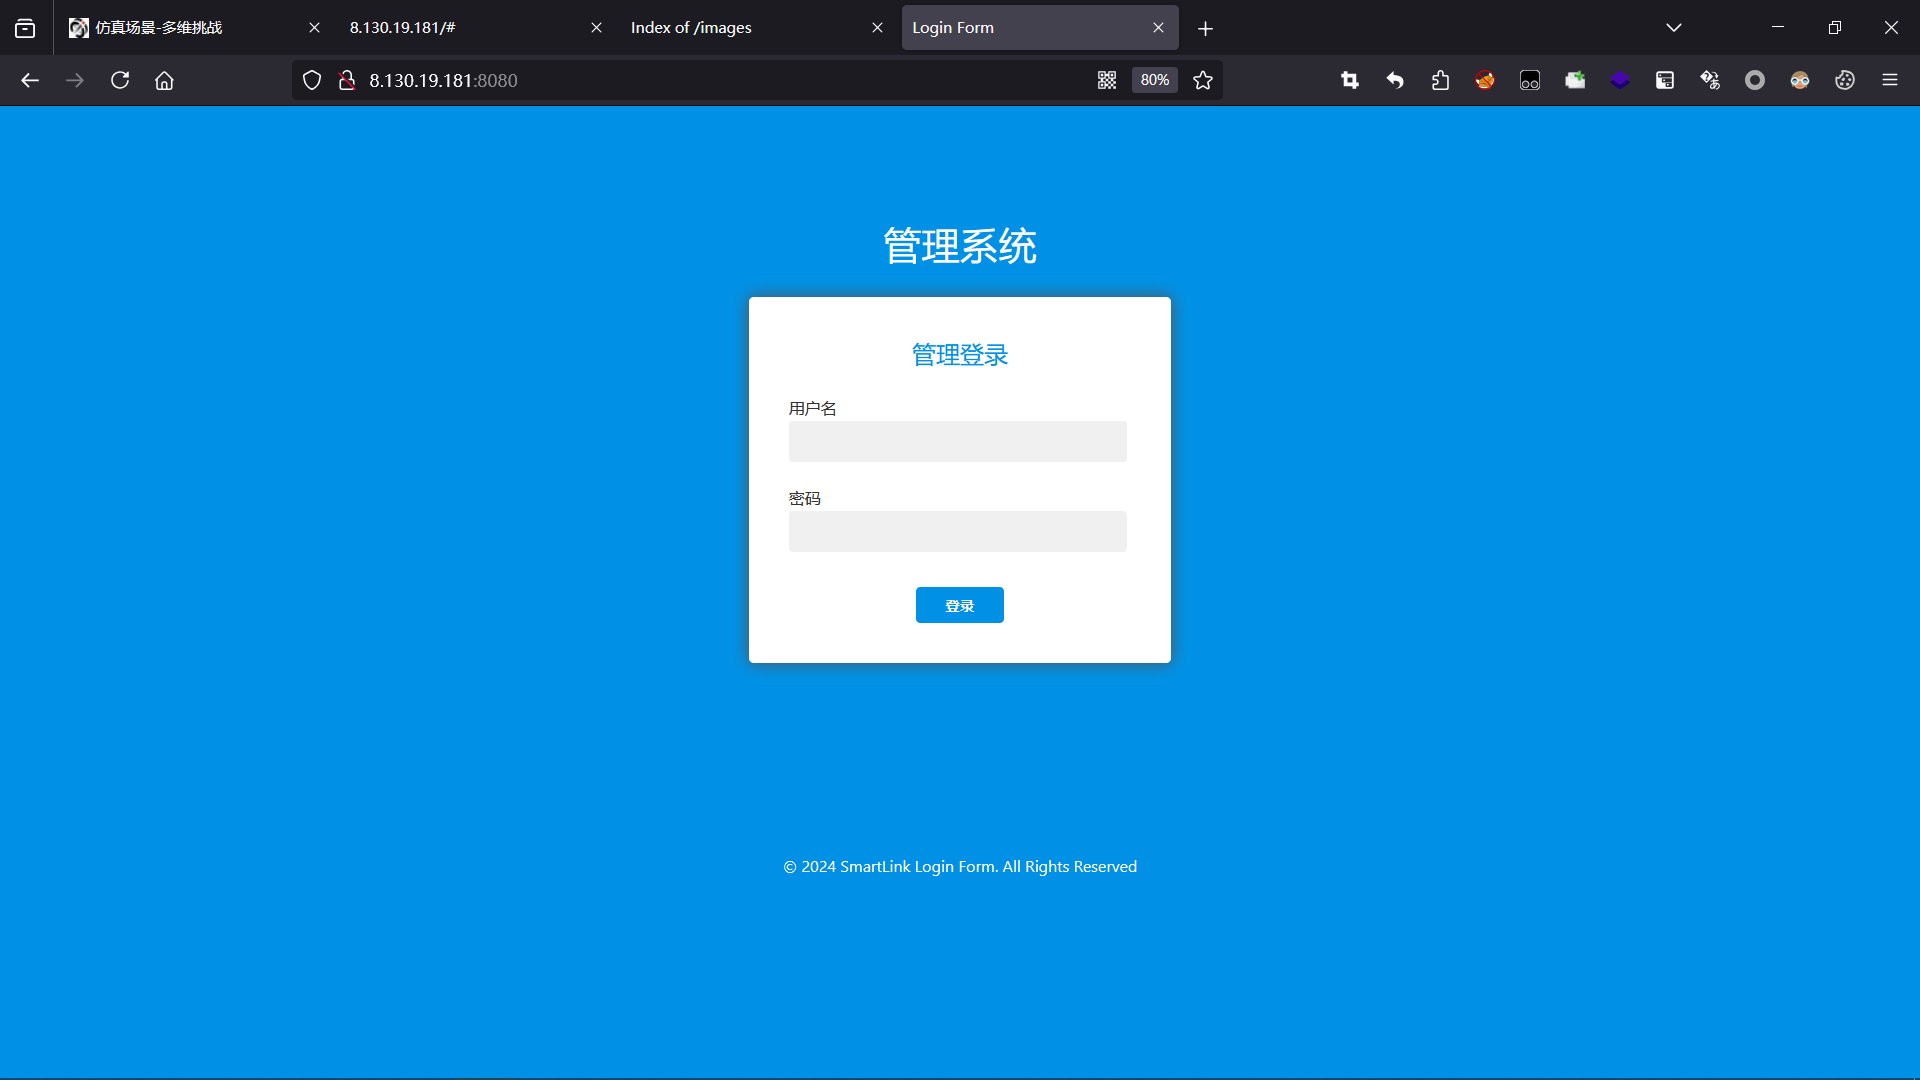 仿真场景-多维挑战
8.130.19.181/#
Index of /images
Login Form
8.130.19.181:8080
80%
管理系统
管理登录
用户名
密码
登录
© 2024 SmartLink Login Form. All Rights Reserved